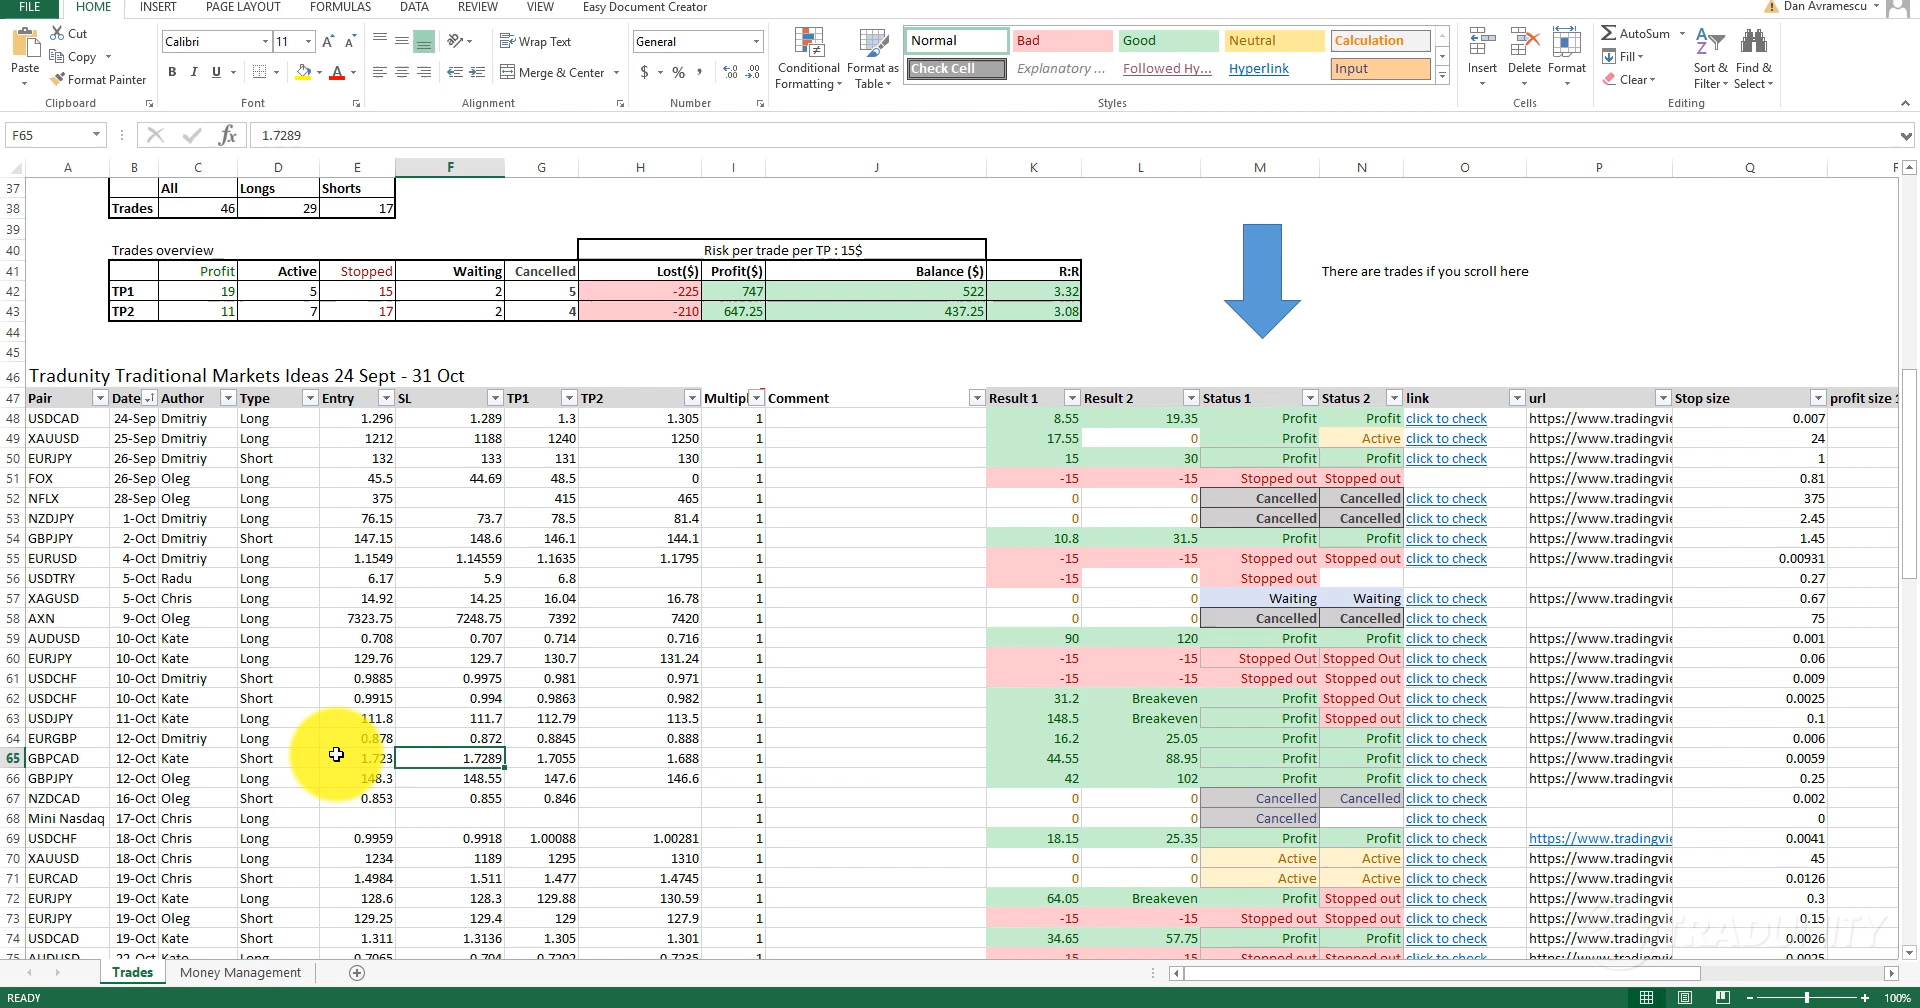 FILE HOME INSERT PAGE LAYOUT FORMULAS DATA REVIEW VIEW Easy Document Creator Dan Avramescu
Paste Cut Copy Format Painter Clipboard
Calibri 11 B I U Font
Wrap Text Merge & Center Alignment
General $ % Number
Conditional Formatting Format as Table
Normal Bad Good Neutral Calculation
Check Cell Explanatory ... Followed Hy... Hyperlink Input
Styles
Insert Delete Format Cells
AutoSum Fill Clear Sort & Filter Find & Select Editing
F65 fx 1.7289
A B C D E F G H I J K L M N O P Q
37 All Longs Shorts
38 Trades 46 29 17
39
40 Trades overview Risk per trade per TP : 15$
41 Profit Active Stopped Waiting Cancelled Lost($) Profit($) Balance ($) R:R
There are trades if you scroll here
42 TP1 19 5 15 2 5 -225 747 522 3.32
43 TP2 11 7 17 2 4 -210 647.25 437.25 3.08
44
45
46 Tradunity Traditional Markets Ideas 24 Sept - 31 Oct
47 Pair Date Author Type Entry SL TP1 TP2 Multipl Comment Result 1 Result 2 Status 1 Status 2 link url Stop size profit size 1
48 USDCAD 24-Sep Dmitriy Long 1.296 1.289 1.3 1.305 1 8.55 19.35 Profit Profit click to check https://www.tradingvie 0.007
49 XAUUSD 25-Sep Dmitriy Long 1212 1188 1240 1250 1 17.55 0 Profit Active click to check https://www.tradingvie 24
50 EURJPY 26-Sep Dmitriy Short 132 133 131 130 1 15 30 Profit Profit click to check https://www.tradingvie 1
51 FOX 26-Sep Oleg Long 45.5 44.69 48.5 0 1 -15 -15 Stopped out Stopped out https://www.tradingvie 0.81
52 NFLX 28-Sep Oleg Long 375 415 465 1 0 0 Cancelled Cancelled click to check https://www.tradingvie 375
53 NZDJPY 1-Oct Dmitriy Long 76.15 73.7 78.5 81.4 1 0 0 Cancelled Cancelled click to check https://www.tradingvie 2.45
54 GBPJPY 2-Oct Dmitriy Short 147.15 148.6 146.1 144.1 1 10.8 31.5 Profit Profit click to check https://www.tradingvie 1.45
55 EURUSD 4-Oct Dmitriy Long 1.1549 1.14559 1.1635 1.1795 1 -15 -15 Stopped out Stopped out click to check https://www.tradingvie 0.00931
56 USDTRY 5-Oct Radu Long 6.17 5.9 6.8 1 -15 0 Stopped out 0.27
57 XAGUSD 5-Oct Chris Long 14.92 14.25 16.04 16.78 1 0 0 Waiting Waiting click to check https://www.tradingvie 0.67
58 AXN 9-Oct Oleg Long 7323.75 7248.75 7392 7420 1 0 0 Cancelled Cancelled click to check 75
59 AUDUSD 10-Oct Kate Long 0.708 0.707 0.714 0.716 1 90 120 Profit Profit click to check https://www.tradingvie 0.001
60 EURJPY 10-Oct Kate Long 129.76 129.7 130.7 131.24 1 -15 -15 Stopped Out Stopped Out click to check https://www.tradingvie 0.06
61 USDCHF 10-Oct Dmitriy Short 0.9885 0.9975 0.981 0.971 1 -15 -15 Stopped out Stopped out click to check https://www.tradingvie 0.009
62 USDCHF 10-Oct Kate Short 0.9915 0.994 0.9863 0.982 1 31.2 Breakeven Profit Stopped Out click to check https://www.tradingvie 0.0025
63 USDJPY 11-Oct Kate Long 111.8 111.7 112.79 113.5 1 148.5 Breakeven Profit Stopped out click to check https://www.tradingvie 0.1
64 EURGBP 12-Oct Dmitriy Long 0.878 0.872 0.8845 0.888 1 16.2 25.05 Profit Profit click to check https://www.tradingvie 0.006
65 GBPCAD 12-Oct Kate Short 1.723 1.7289 1.7055 1.688 1 44.55 88.95 Profit Profit click to check https://www.tradingvie 0.0059
66 GBPJPY 12-Oct Oleg Long 148.3 148.55 147.6 146.6 1 42 102 Profit Profit click to check https://www.tradingvie 0.25
67 NZDCAD 16-Oct Oleg Short 0.853 0.855 0.846 1 0 0 Cancelled Cancelled click to check 0.002
68 Mini Nasdaq 17-Oct Chris Long 1 Cancelled click to check 0
69 USDCHF 18-Oct Chris Long 0.9959 0.9918 1.00088 1.00281 1 18.15 25.35 Profit Profit click to check https://www.tradingvie 0.0041
70 XAUUSD 18-Oct Chris Long 1234 1189 1295 1310 1 0 0 Active Active click to check https://www.tradingvie 45
71 EURCAD 19-Oct Chris Short 1.4984 1.511 1.477 1.4745 1 0 0 Active Active click to check https://www.tradingvie 0.0126
72 EURJPY 19-Oct Kate Long 128.6 128.3 129.88 130.59 1 64.05 Breakeven Profit Stopped out click to check https://www.tradingvie 0.3
73 EURJPY 19-Oct Oleg Short 129.25 129.4 129 127.9 1 -15 -15 Stopped out Stopped out click to check https://www.tradingvie 0.15
74 USDCAD 19-Oct Kate Short 1.311 1.3136 1.305 1.301 1 34.65 57.75 Profit Profit click to check https://www.tradingvie 0.0026
TRADUNITY
Trades Money Management
READY 100%